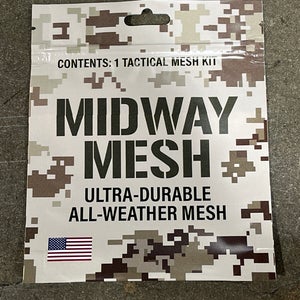 CONTENTS: 1 TACTICAL MESH KIT
MIDWAY
MESH
ULTRA-DURABLE
ALL-WEATHER MESH